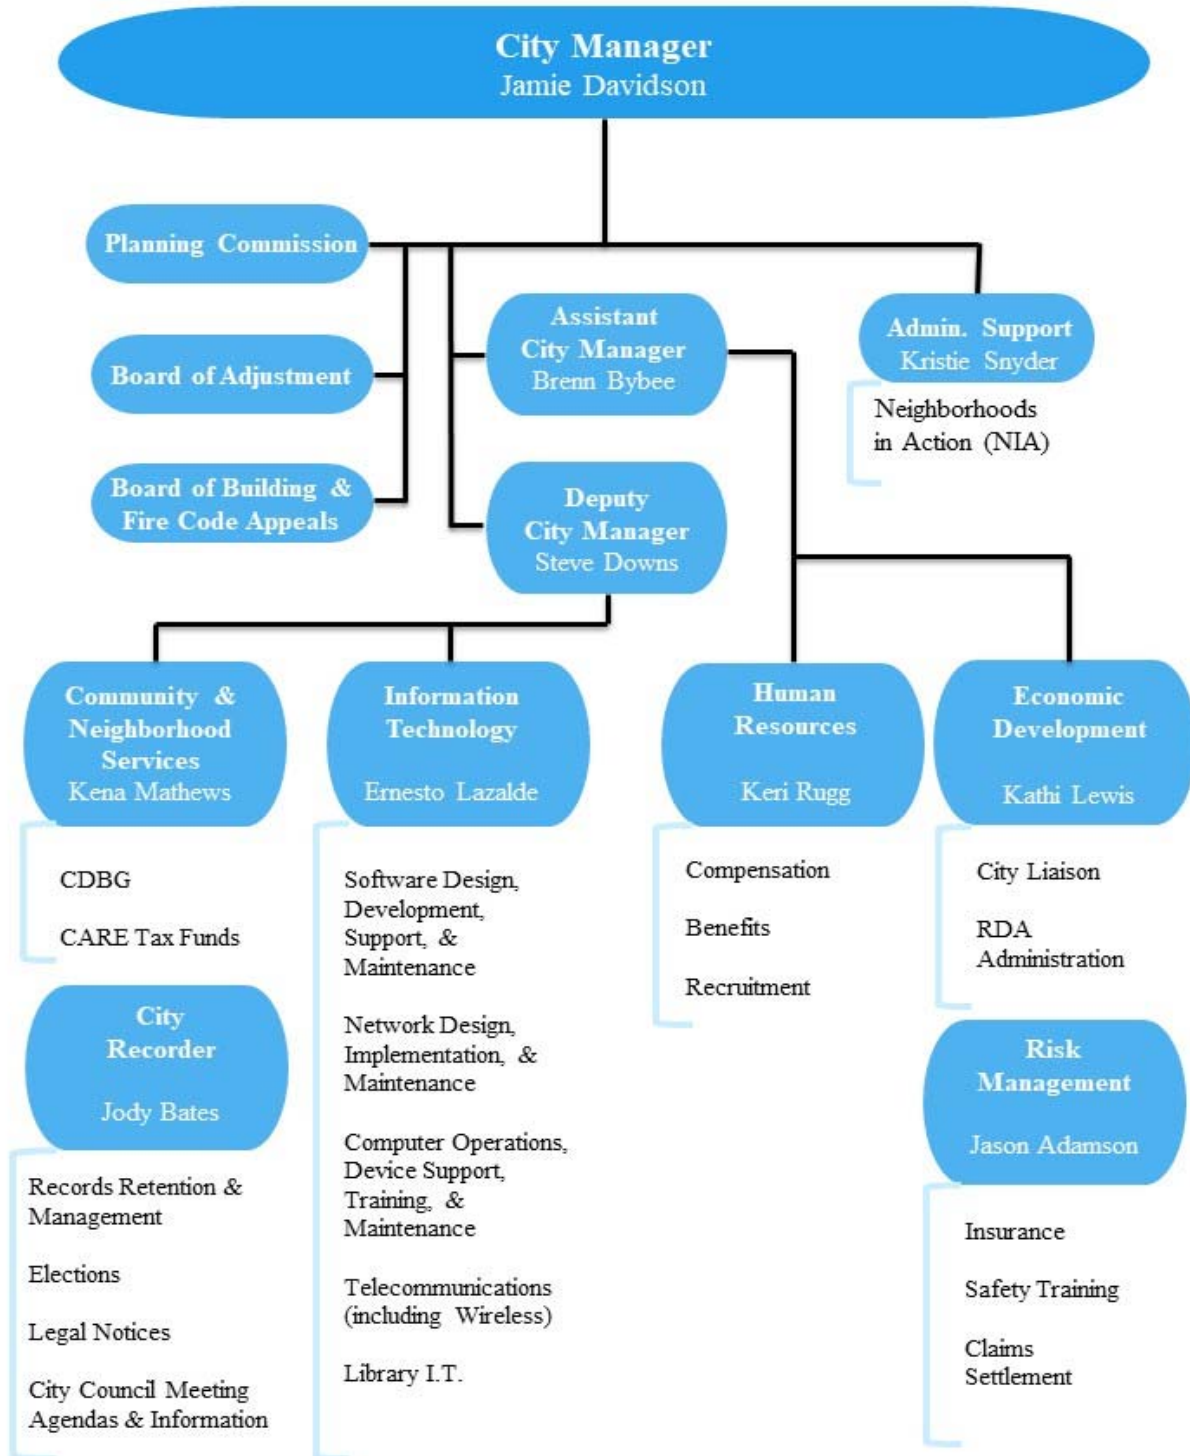 City Manager
Jamie Davidson
Planning Commission
Board of Adjustment
Board of Building &
Fire Code Appeals
Assistant
City Manager
Brenn Bybee
Deputy
City Manager
Steve Downs
Admin. Support
Kristie Snyder
Neighborhoods
in Action (NIA)
Community &
Neighborhood
Services
Kena Mathews
CDBG
CARE Tax Funds
City
Recorder
Jody Bates
Records Retention &
Management
Elections
Legal Notices
City Council Meeting
Agendas & Information
Information
Technology
Ernesto Lazalde
Software Design,
Development,
Support, &
Maintenance
Network Design,
Implementation, &
Maintenance
Computer Operations,
Device Support,
Training, &
Maintenance
Telecommunications
(including Wireless)
Library I.T.
Human
Resources
Keri Rugg
Compensation
Benefits
Recruitment
Economic
Development
Kathi Lewis
City Liaison
RDA
Administration
Risk
Management
Jason Adamson
Insurance
Safety Training
Claims
Settlement